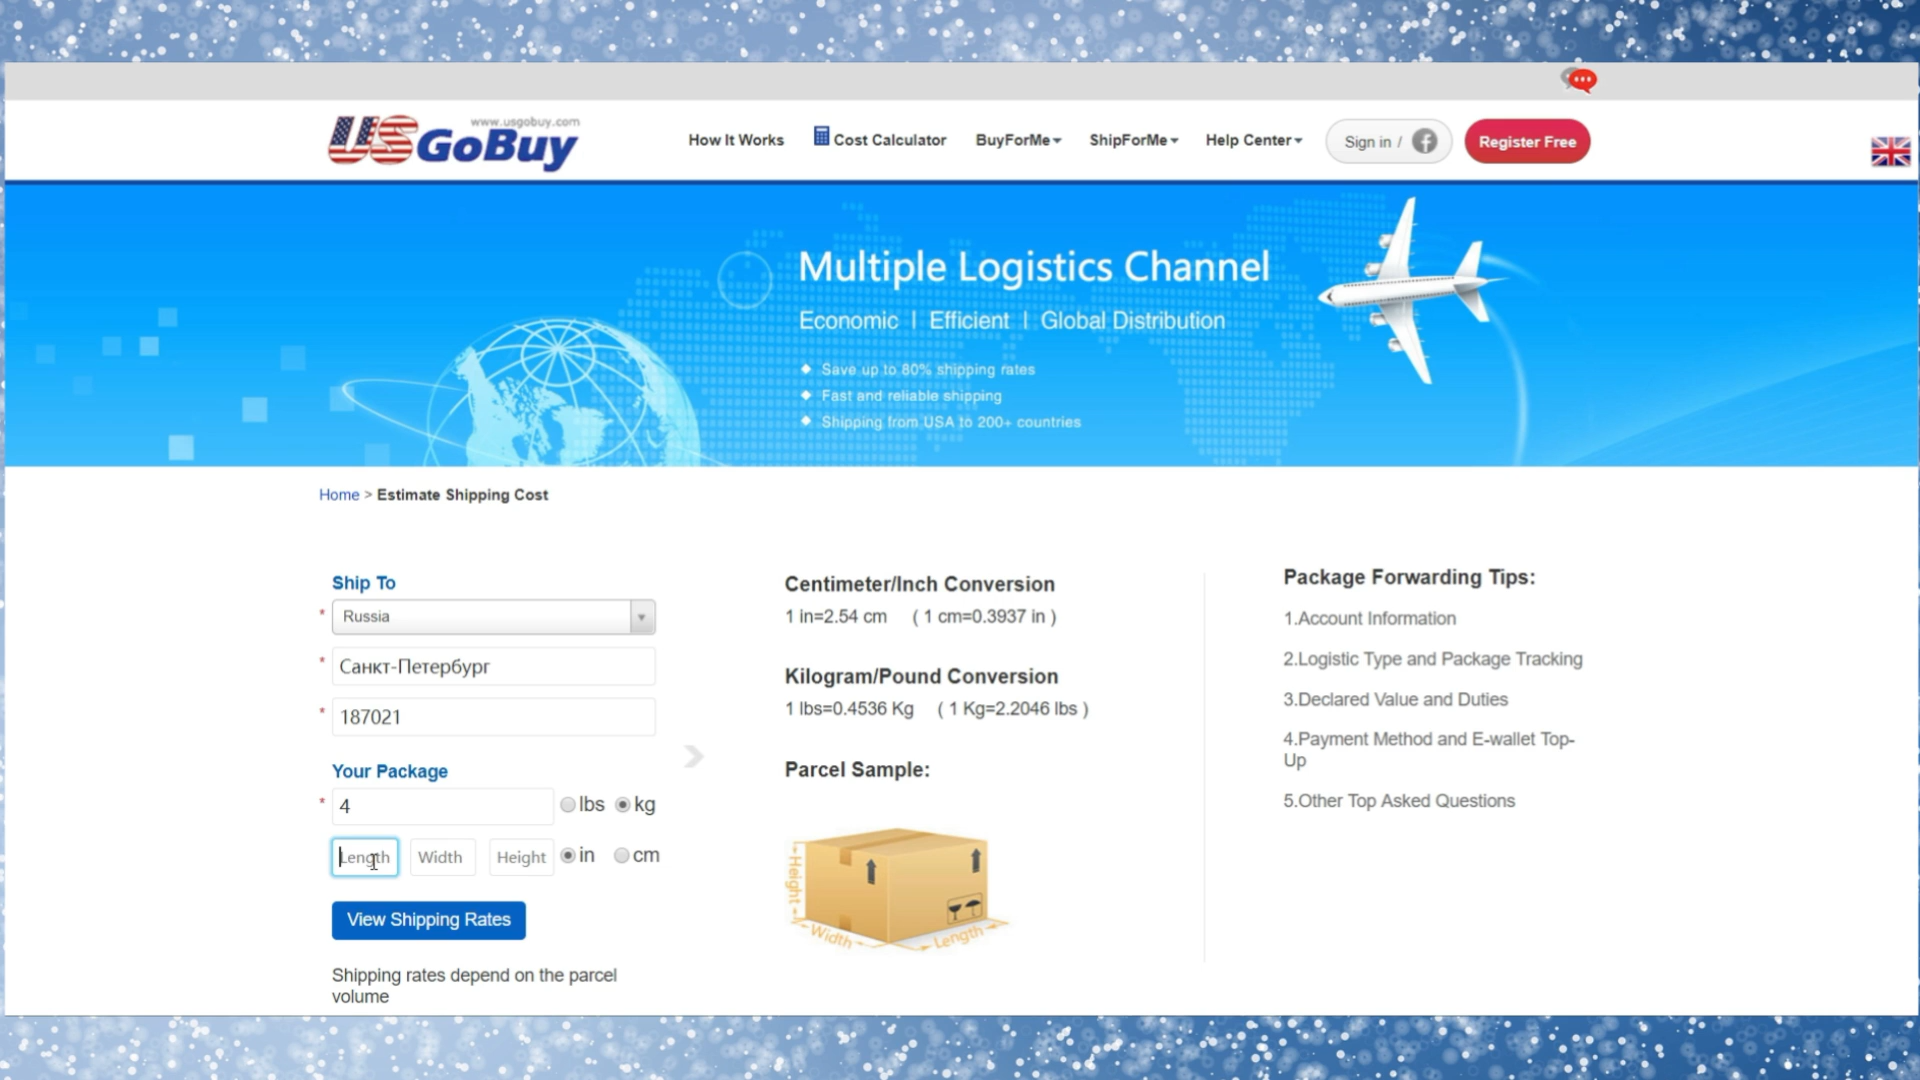 www.usgobuy.com
USGoBuy
How It Works
Cost Calculator
BuyForMe
ShipForMe
Help Center
Sign in /
Register Free
Multiple Logistics Channel
Economic | Efficient | Global Distribution
Save up to 80% shipping rates
Fast and reliable shipping
Shipping from USA to 200+ countries
Home > Estimate Shipping Cost
Ship To
* Russia
* Санкт-Петербург
* 187021
Your Package
* 4 lbs kg
Length Width Height in cm
View Shipping Rates
Shipping rates depend on the parcel
volume
Centimeter/Inch Conversion
1 in=2.54 cm ( 1 cm=0.3937 in )
Kilogram/Pound Conversion
1 lbs=0.4536 Kg ( 1 Kg=2.2046 lbs )
Parcel Sample:
Height
Width
Length
Package Forwarding Tips:
1.Account Information
2.Logistic Type and Package Tracking
3.Declared Value and Duties
4.Payment Method and E-wallet Top-
Up
5.Other Top Asked Questions